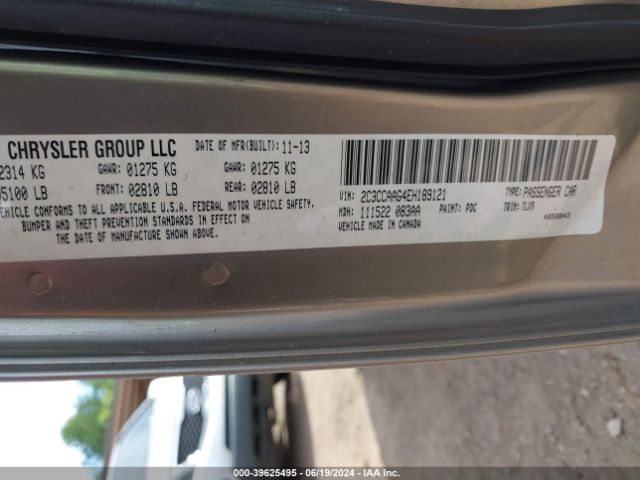 CHRYSLER GROUP LLC DATE OF MFR(BUILT): 11-13
2314 KG GAWR: 01275 KG GAWR: 01275 KG
5100 LB FRONT: 02810 LB REAR: 02810 LB
VEHICLE CONFORMS TO ALL APPLICABLE U.S.A. FEDERAL MOTOR VEHICLE SAFETY,
BUMPER AND THEFT PREVENTION STANDARDS IN EFFECT ON
THE DATE OF MANUFACTURE SHOWN ABOVE.
VIN: 2C3CCAAG4EH189121 TYPE: PASSENGER CAR
MDH: 111522 083AA PAINT: PDC TRIM: TLX9
VEHICLE MADE IN CANADA
000-39625495 - 06/19/2024 - IAA Inc.